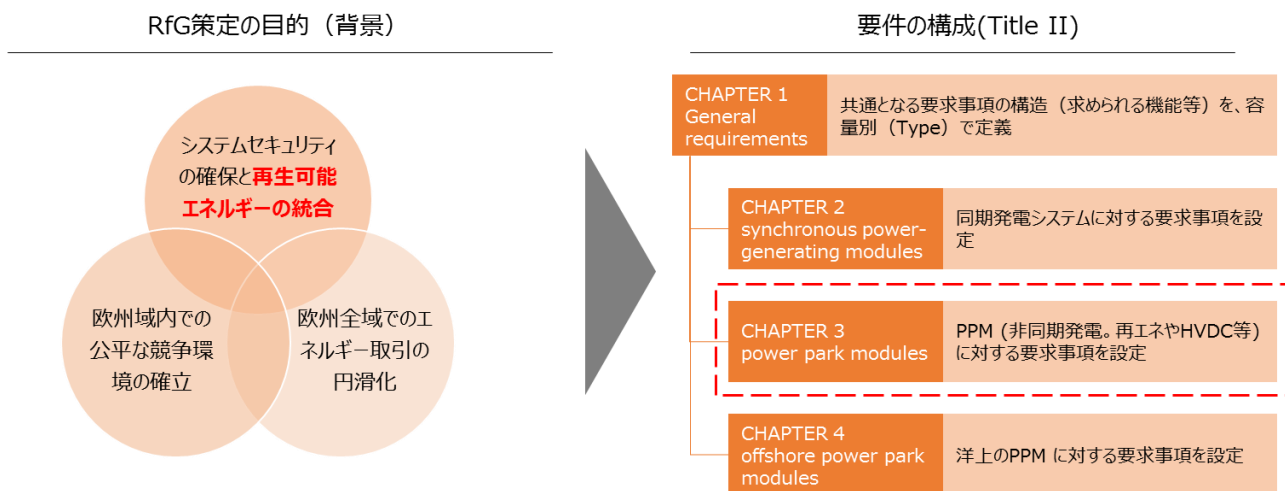 RfG策定の目的（背景）
システムセキュリティ
の確保と再生可能
エネルギーの統合
欧州域内での
公平な競争環
境の確立
欧州全域でのエ
ネルギー取引の
円滑化
要件の構成(Title II)
CHAPTER 1
General
requirements
共通となる要求事項の構造（求められる機能等）を、容
量別（Type）で定義
CHAPTER 2
synchronous power-
generating modules
同期発電システムに対する要求事項を設
定
CHAPTER 3
power park modules
PPM (非同期発電。再エネやHVDC等)
に対する要求事項を設定
CHAPTER 4
offshore power park
modules
洋上のPPM に対する要求事項を設定